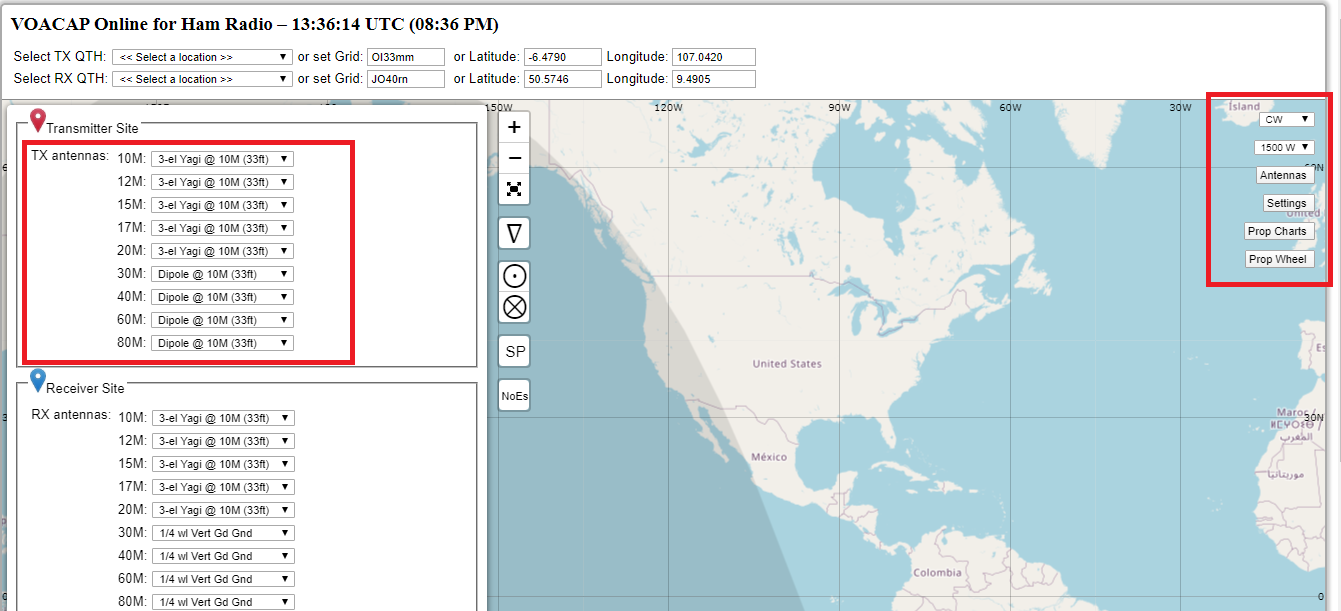 VOACAP Online for Ham Radio – 13:36:14 UTC (08:36 PM)
Select TX QTH: << Select a location >> or set Grid: OI33mm or Latitude: -6.4790 Longitude: 107.0420
Select RX QTH: << Select a location >> or set Grid: JO40rn or Latitude: 50.5746 Longitude: 9.4905
150W 120W 90W 60W 30W
Transmitter Site
TX antennas: 10M: 3-el Yagi @ 10M (33ft)
12M: 3-el Yagi @ 10M (33ft)
15M: 3-el Yagi @ 10M (33ft)
17M: 3-el Yagi @ 10M (33ft)
20M: 3-el Yagi @ 10M (33ft)
30M: Dipole @ 10M (33ft)
40M: Dipole @ 10M (33ft)
60M: Dipole @ 10M (33ft)
80M: Dipole @ 10M (33ft)
Receiver Site
RX antennas: 10M: 3-el Yagi @ 10M (33ft)
12M: 3-el Yagi @ 10M (33ft)
15M: 3-el Yagi @ 10M (33ft)
17M: 3-el Yagi @ 10M (33ft)
20M: 3-el Yagi @ 10M (33ft)
30M: 1/4 wl Vert Gd Gnd
40M: 1/4 wl Vert Gd Gnd
60M: 1/4 wl Vert Gd Gnd
80M: 1/4 wl Vert Gd Gnd
+
−
SP
NoEs
Ísland
CW
1500 W
Antennas
Settings
United
Prop Charts
Prop Wheel
United States
México
Colombia
Maroc /
ⵍⵎⵖⵔⵉⴱ /
المغرب
موريتانيا
30N
0